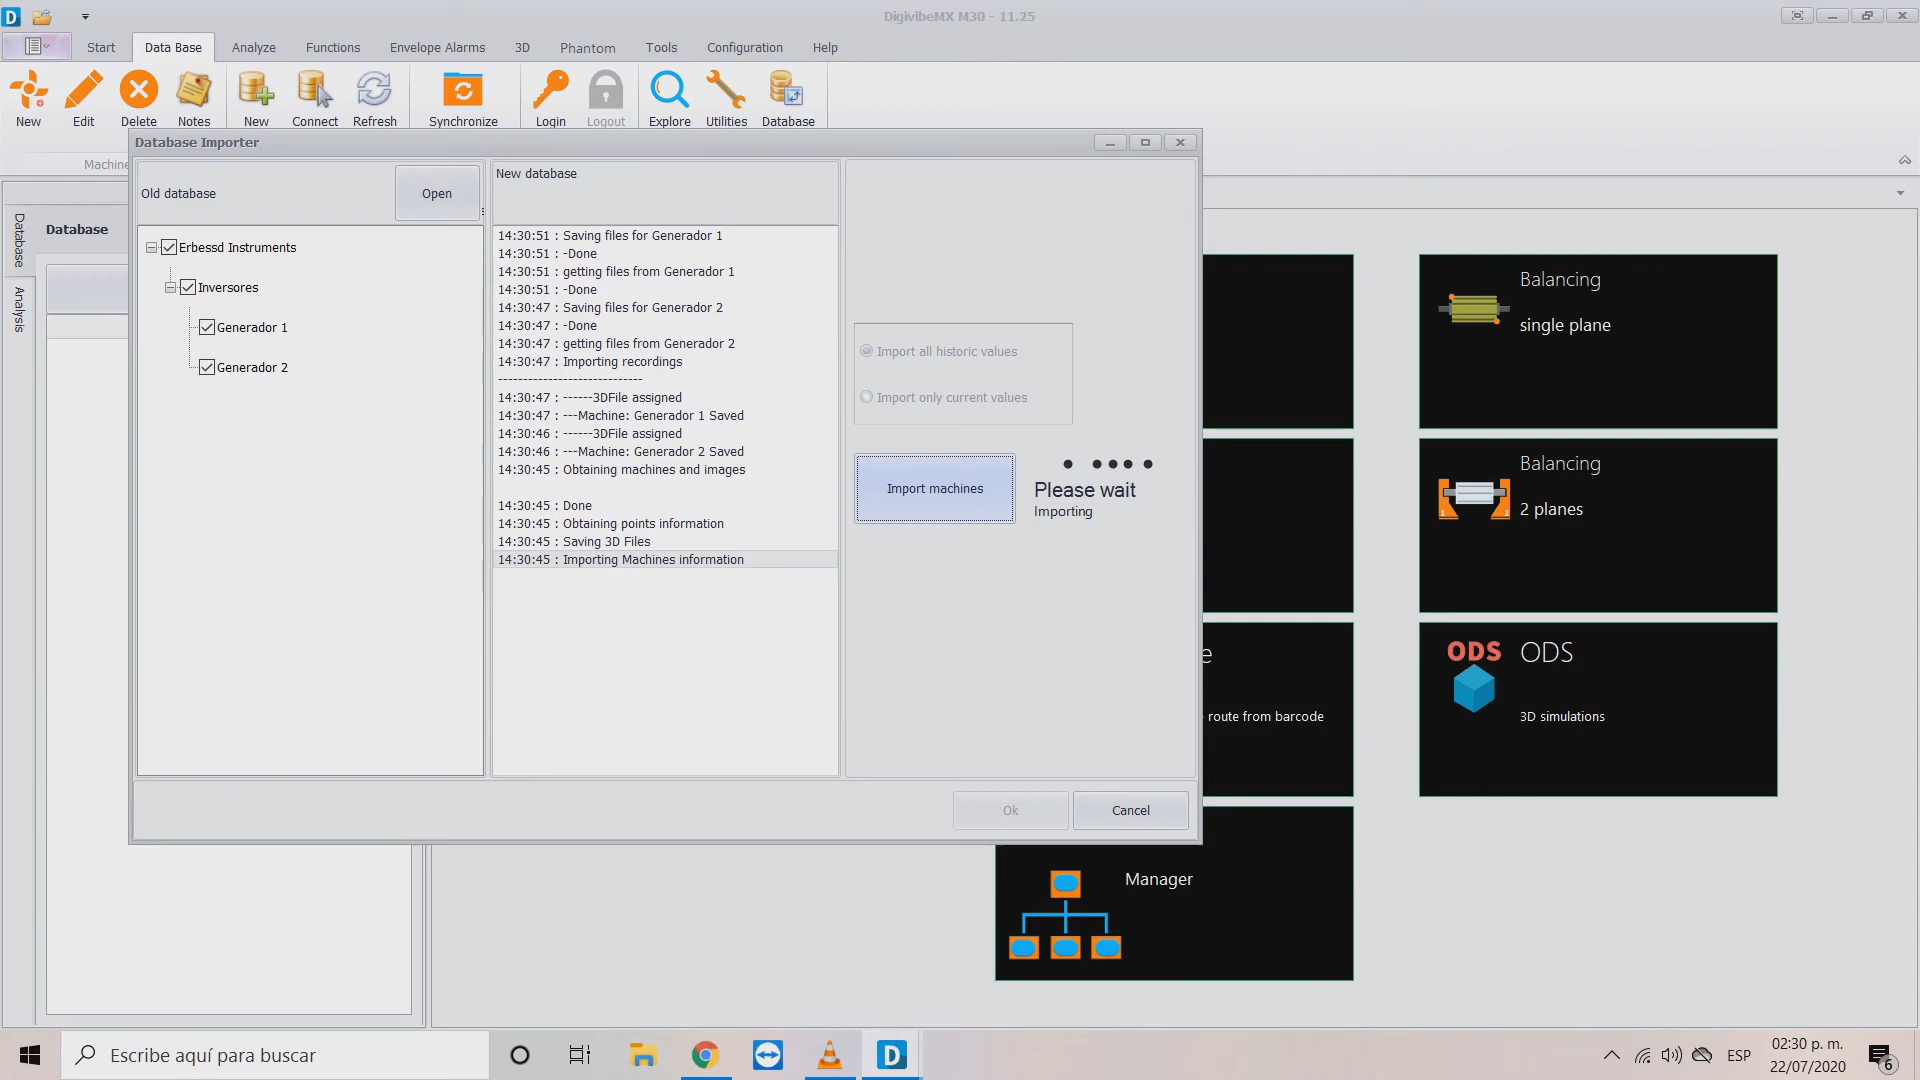 DigivibeMX M30 - 11.25
Start
Data Base
Analyze
Functions
Envelope Alarms
3D
Phantom
Tools
Configuration
Help
New
Edit
Delete
Notes
New
Connect
Refresh
Synchronize
Login
Logout
Explore
Utilities
Database
Machine
Database Importer
Old database
Open
New database
Database
Analysis
Database
Erbessd Instruments
Inversores
Generador 1
Generador 2
14:30:51 : Saving files for Generador 1
14:30:51 : -Done
14:30:51 : getting files from Generador 1
14:30:51 : -Done
14:30:47 : Saving files for Generador 2
14:30:47 : -Done
14:30:47 : getting files from Generador 2
14:30:47 : Importing recordings
-----------------------------
14:30:47 : ------3DFile assigned
14:30:47 : ---Machine: Generador 1 Saved
14:30:46 : ------3DFile assigned
14:30:46 : ---Machine: Generador 2 Saved
14:30:45 : Obtaining machines and images
14:30:45 : Done
14:30:45 : Obtaining points information
14:30:45 : Saving 3D Files
14:30:45 : Importing Machines information
Import all historic values
Import only current values
Import machines
Please wait
Importing
Ok
Cancel
Balancing
single plane
Balancing
2 planes
e
route from barcode
ODS
ODS
3D simulations
Manager
Escribe aquí para buscar
ESP
02:30 p. m.
22/07/2020
6